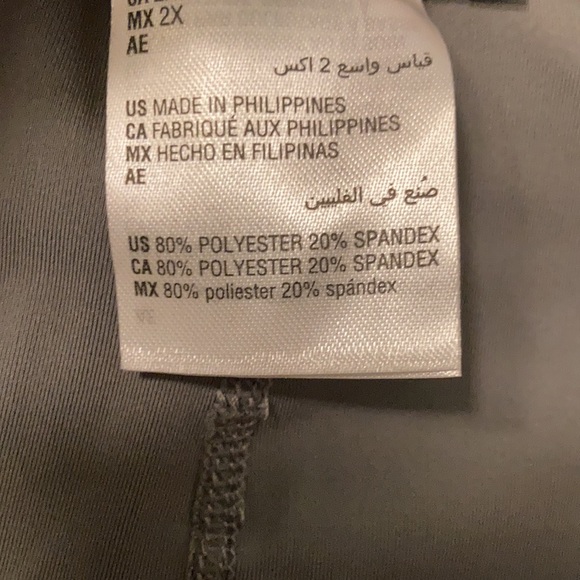 MX 2X
AE
قياس واسع 2 اكس
US MADE IN PHILIPPINES
CA FABRIQUÉ AUX PHILIPPINES
MX HECHO EN FILIPINAS
AE
صُنع في الفلبين
US 80% POLYESTER 20% SPANDEX
CA 80% POLYESTER 20% SPANDEX
MX 80% poliester 20% spándex